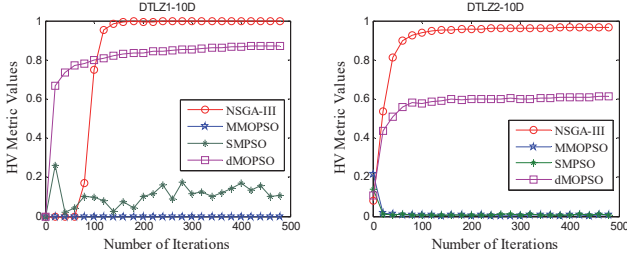 DTLZ1-10D
HV Metric Values
1
0.8
0.6
0.4
0.2
0
0 100 200 300 400 500
Number of Iterations
NSGA-III
MMOPSO
SMPSO
dMOPSO
DTLZ2-10D
HV Metric Values
1
0.8
0.6
0.4
0.2
0
0 100 200 300 400 500
Number of Iterations
NSGA-III
MMOPSO
SMPSO
dMOPSO